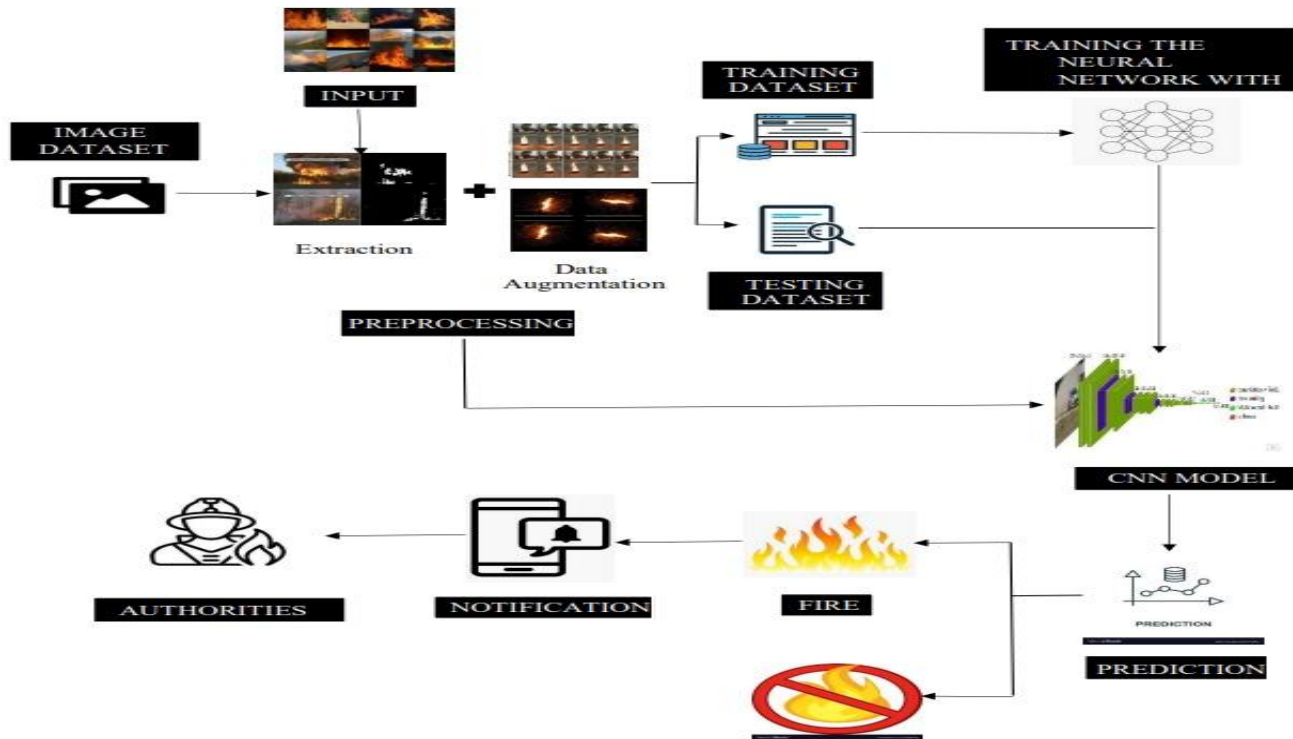 INPUT
IMAGE
DATASET
Extraction
Data
Augmentation
PREPROCESSING
TRAINING
DATASET
TESTING
DATASET
TRAINING THE
NEURAL
NETWORK WITH
CNN MODEL
PREDICTION
PREDICTION
FIRE
NOTIFICATION
AUTHORITIES